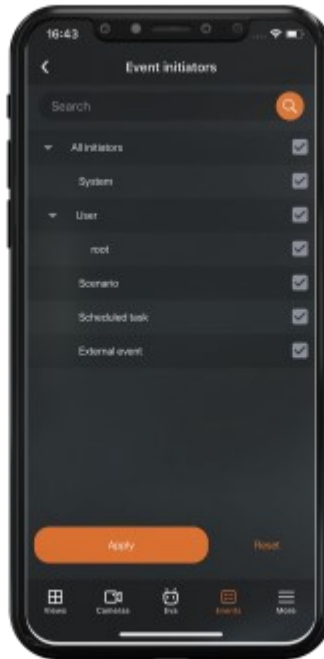 16:43
Event initiators
Search
All initiators
System
User
root
Scenario
Scheduled task
External event
Apply
Reset
Views
Cameras
Eva
Events
More